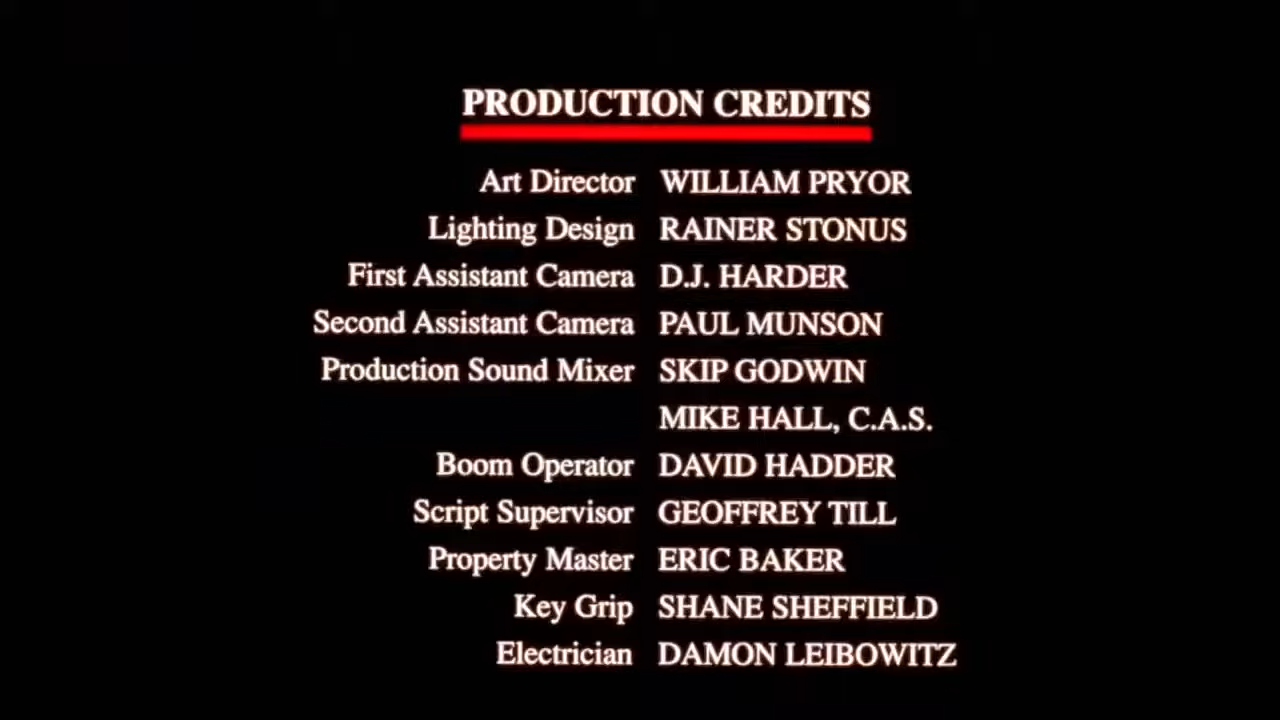 PRODUCTION CREDITS
Art Director WILLIAM PRYOR
Lighting Design RAINER STONUS
First Assistant Camera D.J. HARDER
Second Assistant Camera PAUL MUNSON
Production Sound Mixer SKIP GODWIN
MIKE HALL, C.A.S.
Boom Operator DAVID HADDER
Script Supervisor GEOFFREY TILL
Property Master ERIC BAKER
Key Grip SHANE SHEFFIELD
Electrician DAMON LEIBOWITZ